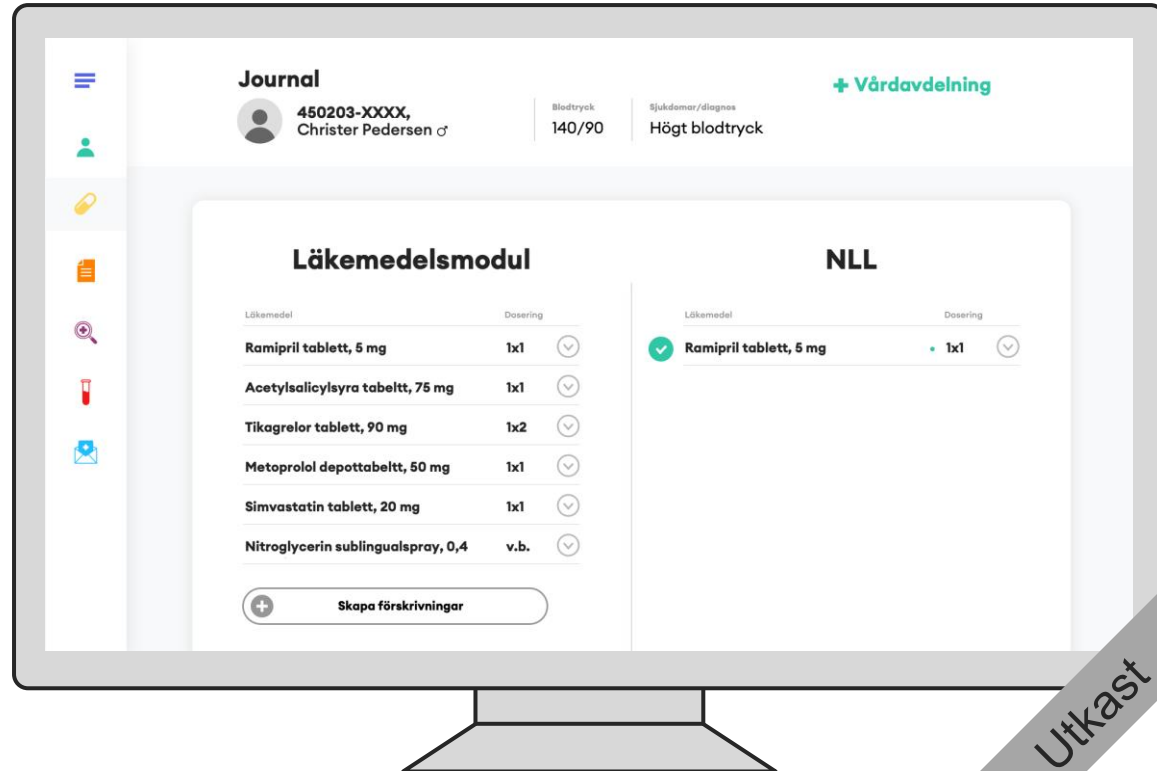 Journal
450203-XXXX,
Christer Pedersen ♂
Blodtryck
140/90
Sjukdomar/diagnos
Högt blodtryck
+ Vårdavdelning
Läkemedelsmodul
Läkemedel Dosering
Ramipril tablett, 5 mg 1x1
Acetylsalicylsyra tabeltt, 75 mg 1x1
Tikagrelor tablett, 90 mg 1x2
Metoprolol depottabeltt, 50 mg 1x1
Simvastatin tablett, 20 mg 1x1
Nitroglycerin sublingualspray, 0,4 v.b.
Skapa förskrivningar
NLL
Läkemedel Dosering
Ramipril tablett, 5 mg • 1x1
Utkast